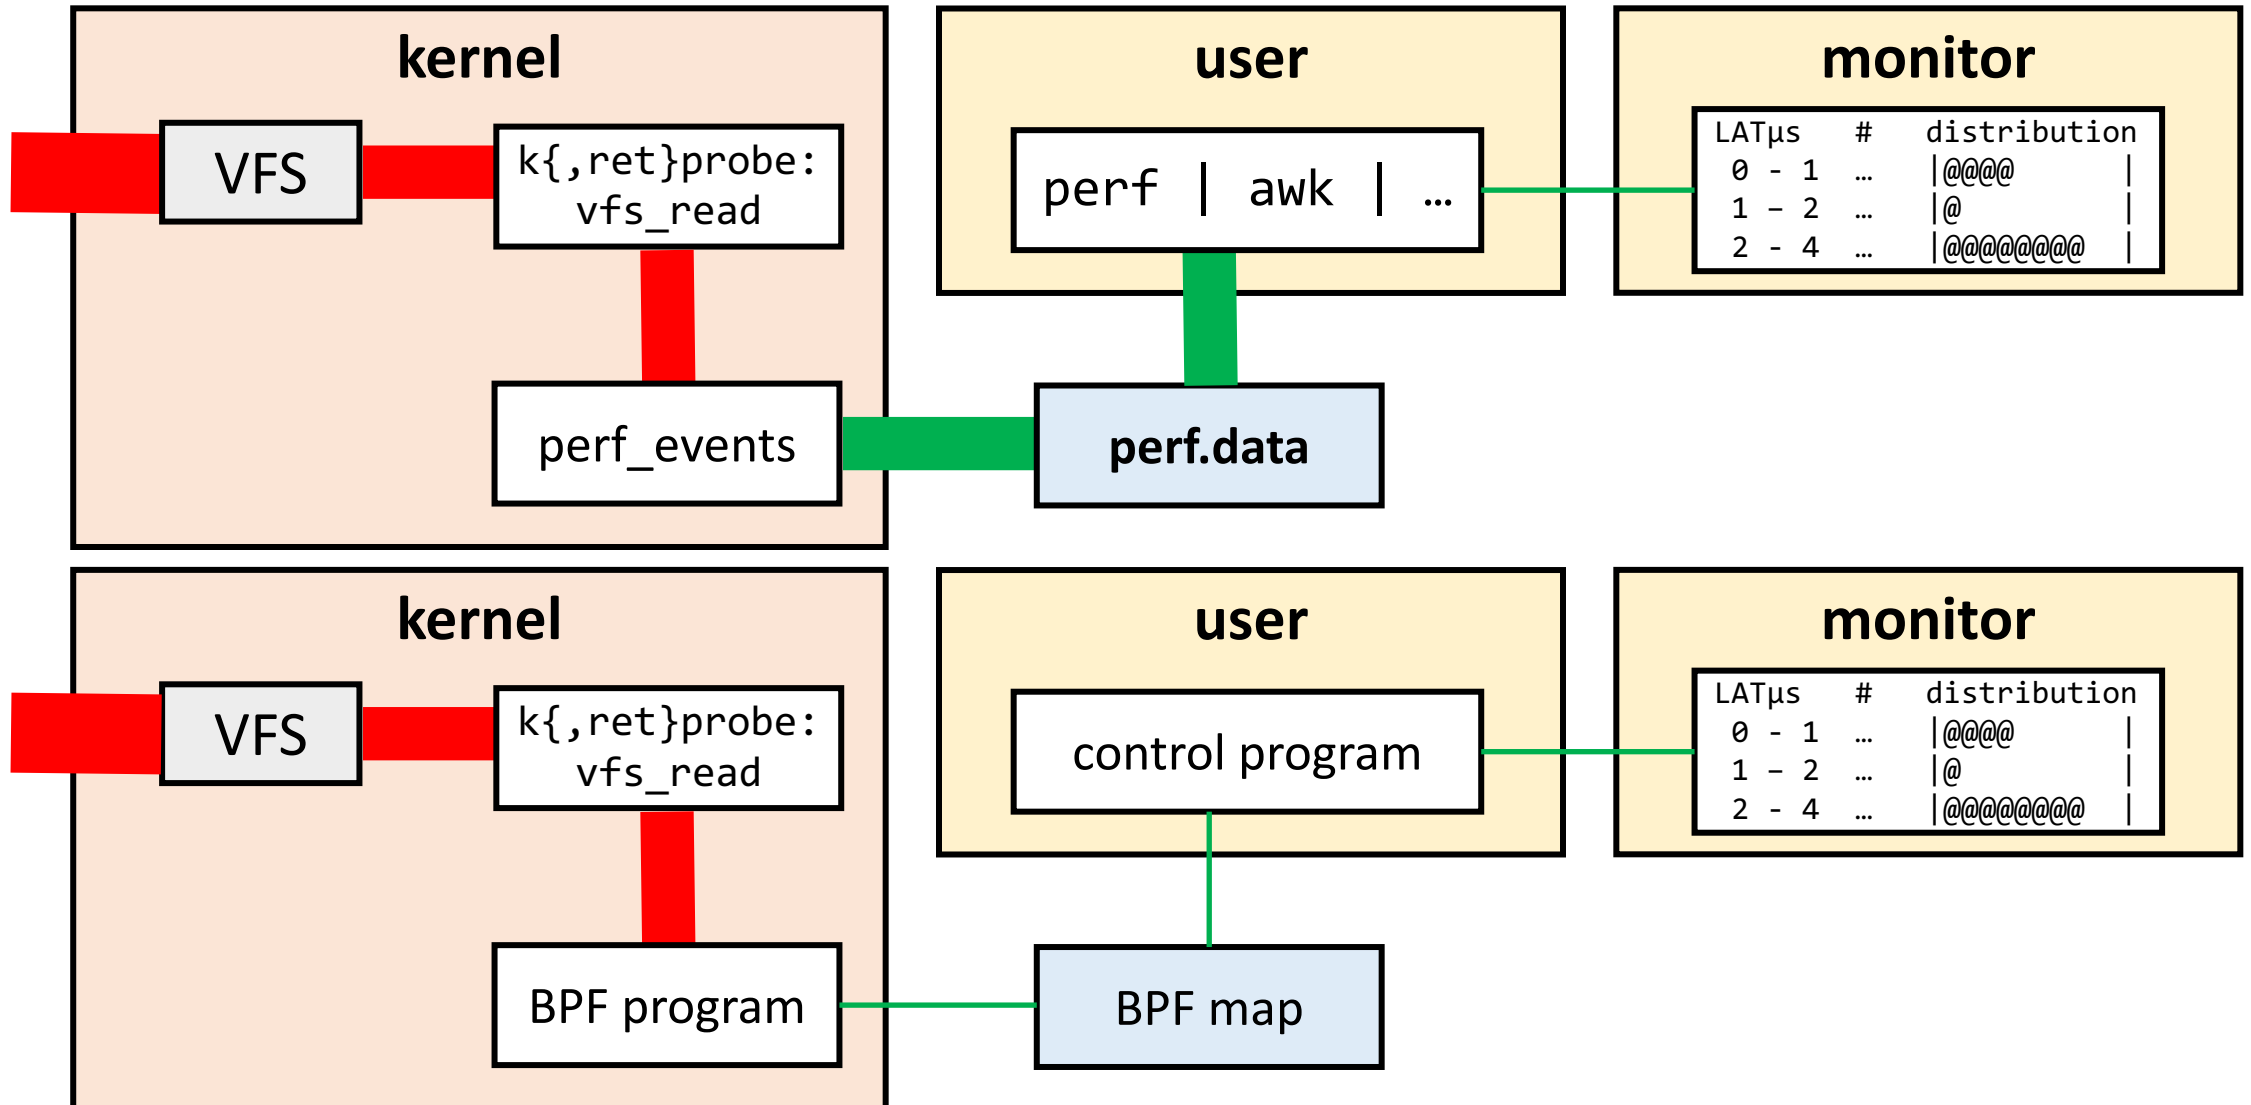 kernel
user
monitor
VFS
k{,ret}probe:
vfs_read
perf | awk | …
LATμs # distribution
0 - 1 … |@@@@ |
1 – 2 … |@ |
2 - 4 … |@@@@@@@@ |
perf_events
perf.data
kernel
user
monitor
VFS
k{,ret}probe:
vfs_read
control program
LATμs # distribution
0 - 1 … |@@@@ |
1 – 2 … |@ |
2 - 4 … |@@@@@@@@ |
BPF program
BPF map